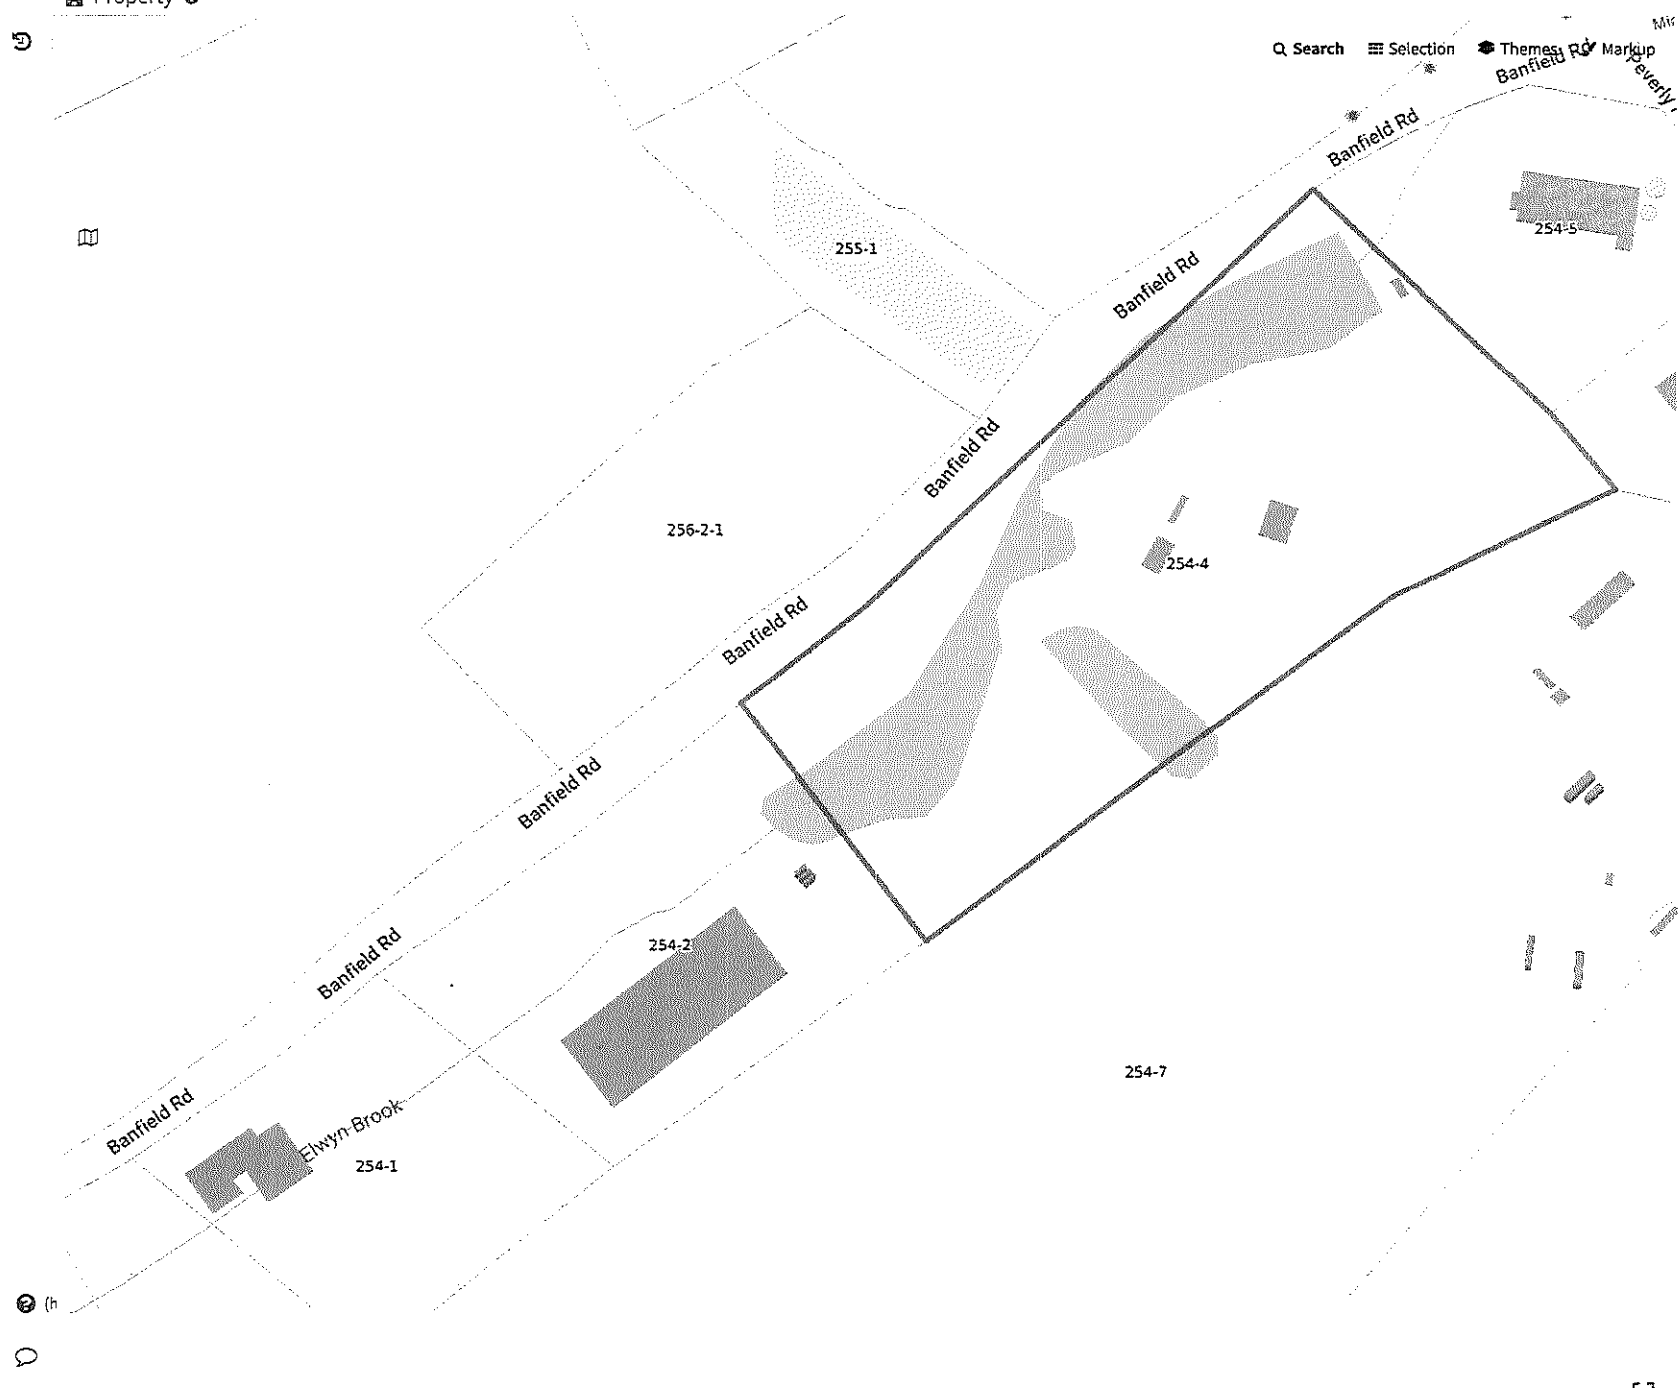 Property
Search Selection Themes Markup
Banfield Rd
Banfield Rd
254-5
255-1
Banfield Rd
Banfield Rd
256-2-1
254-4
Banfield Rd
Banfield Rd
254-2
Banfield Rd
254-7
Banfield Rd
Elwyn Brook
254-1
(h